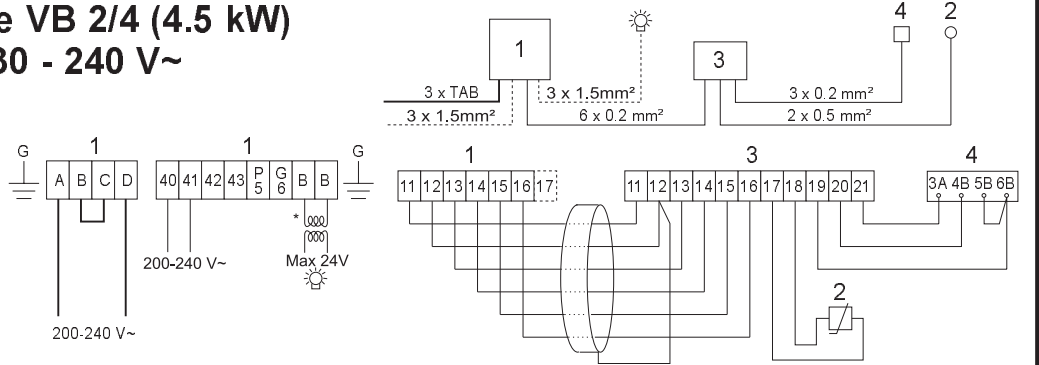 e VB 2/4 (4.5 kW)
30 - 240 V~
1
3
4 2
3 x TAB
3 x 1.5mm²
3 x 1.5mm²
6 x 0.2 mm²
3 x 0.2 mm²
2 x 0.5 mm²
G 1 1 G
A B C D
40 41 42 43 P5 G6 B B
*
200-240 V~
Max 24V
200-240 V~
1 3 4
11 12 13 14 15 16 17
11 12 13 14 15 16 17 18 19 20 21
3A 4B 5B 6B
2